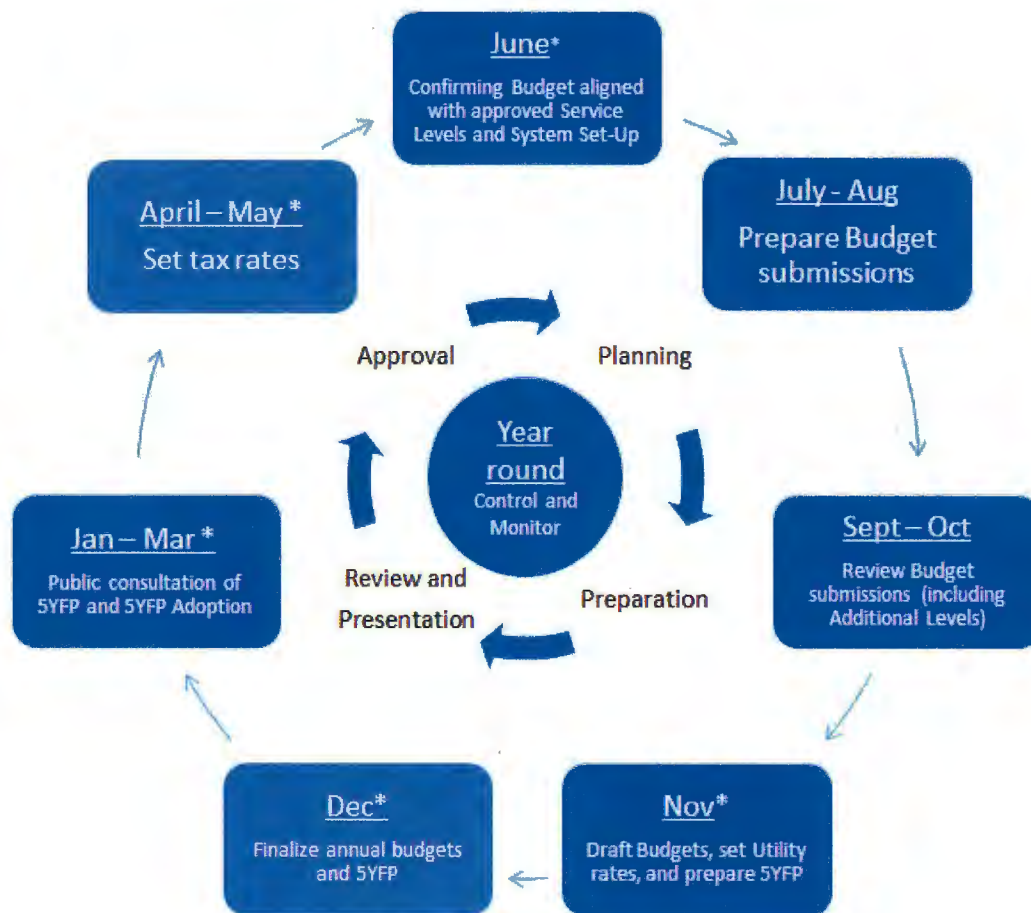 June*
Confirming Budget aligned
with approved Service
Levels and System Set-Up
July - Aug
Prepare Budget
submissions
Sept – Oct
Review Budget
submissions (including
Additional Levels)
Nov*
Draft Budgets, set Utility
rates, and prepare 5YFP
Dec*
Finalize annual budgets
and 5YFP
Jan – Mar *
Public consultation of
5YFP and 5YFP Adoption
April – May *
Set tax rates
Approval
Planning
Preparation
Review and
Presentation
Year
round
Control and
Monitor